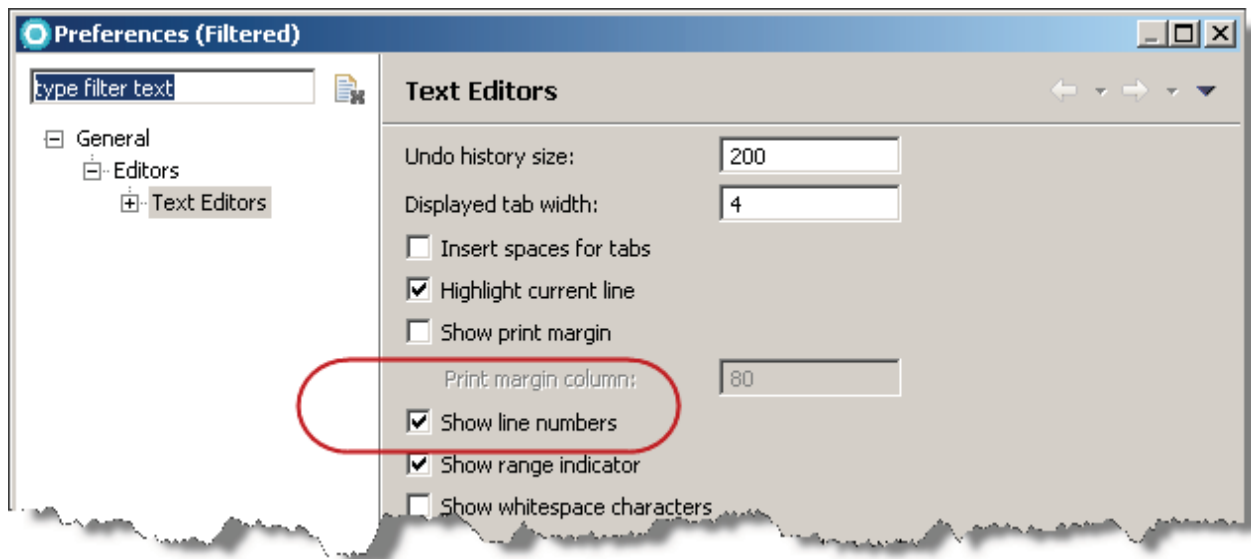 Preferences (Filtered)
type filter text
General
Editors
Text Editors
Text Editors
Undo history size: 200
Displayed tab width: 4
Insert spaces for tabs
Highlight current line
Show print margin
Print margin column: 80
Show line numbers
Show range indicator
Show whitespace characters